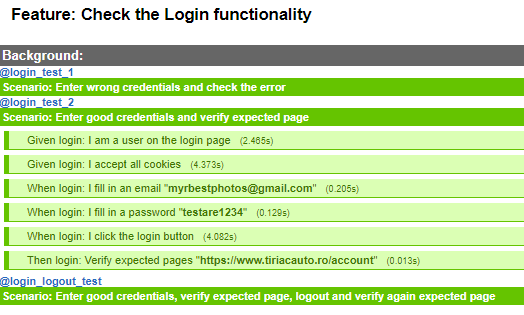 Feature: Check the Login functionality
Background:
@login_test_1
Scenario: Enter wrong credentials and check the error
@login_test_2
Scenario: Enter good credentials and verify expected page
Given login: I am a user on the login page (2.465s)
Given login: I accept all cookies (4.373s)
When login: I fill in an email "myrbestphotos@gmail.com" (0.205s)
When login: I fill in a password "testare1234" (0.129s)
When login: I click the login button (4.082s)
Then login: Verify expected pages "https://www.tiriacauto.ro/account" (0.013s)
@login_logout_test
Scenario: Enter good credentials, verify expected page, logout and verify again expected page